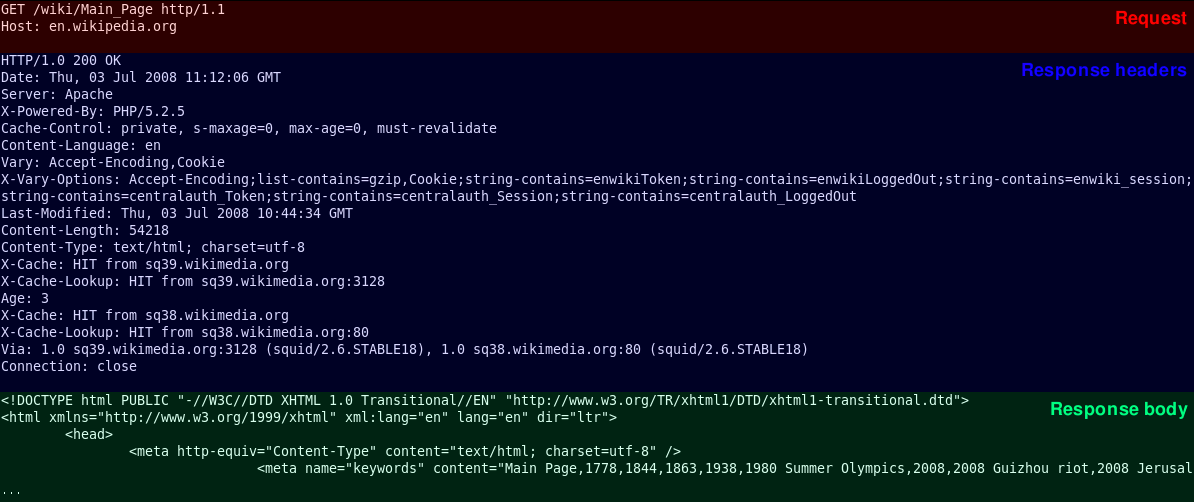 GET /wiki/Main_Page http/1.1
Request
Host: en.wikipedia.org
HTTP/1.0 200 OK
Response headers
Date: Thu, 03 Jul 2008 11:12:06 GMT
Server: Apache
X-Powered-By: PHP/5.2.5
Cache-Control: private, s-maxage=0, max-age=0, must-revalidate
Content-Language: en
Vary: Accept-Encoding,Cookie
X-Vary-Options: Accept-Encoding;list-contains=gzip,Cookie;string-contains=enwikiToken;string-contains=enwikiLoggedOut;string-contains=enwiki_session;
string-contains=centralauth_Token;string-contains=centralauth_Session;string-contains=centralauth_LoggedOut
Last-Modified: Thu, 03 Jul 2008 10:44:34 GMT
Content-Length: 54218
Content-Type: text/html; charset=utf-8
X-Cache: HIT from sq39.wikimedia.org
X-Cache-Lookup: HIT from sq39.wikimedia.org:3128
Age: 3
X-Cache: HIT from sq38.wikimedia.org
X-Cache-Lookup: HIT from sq38.wikimedia.org:80
Via: 1.0 sq39.wikimedia.org:3128 (squid/2.6.STABLE18), 1.0 sq38.wikimedia.org:80 (squid/2.6.STABLE18)
Connection: close
<!DOCTYPE html PUBLIC "-//W3C//DTD XHTML 1.0 Transitional//EN" "http://www.w3.org/TR/xhtml1/DTD/xhtml1-transitional.dtd">
Response body
<html xmlns="http://www.w3.org/1999/xhtml" xml:lang="en" lang="en" dir="ltr">
<head>
<meta http-equiv="Content-Type" content="text/html; charset=utf-8" />
<meta name="keywords" content="Main Page,1778,1844,1863,1938,1980 Summer Olympics,2008,2008 Guizhou riot,2008 Jerusal
...